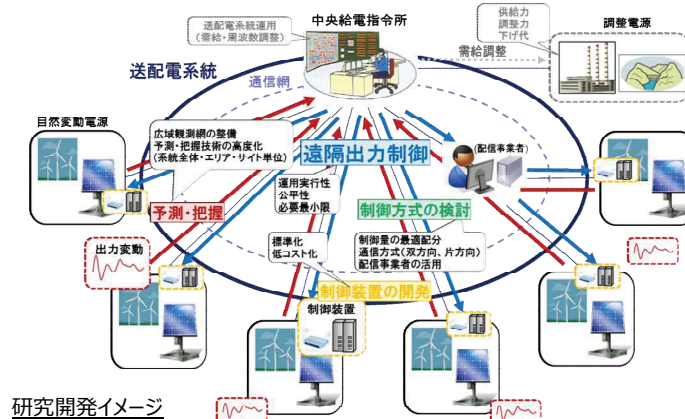 送配電系統運用
(需給・周波数調整)
中央給電指令所
供給力
調整力
下げ代
調整電源
需給調整
送配電系統
通信網
自然変動電源
広域観測網の整備
予測・把握技術の高度化
(系統全体・エリア・サイト単位)
遠隔出力制御
(配信事業者)
運用実行性
公平性
必要最小限
予測・把握
制御方式の検討
出力変動
標準化
低コスト化
制御量の最適配分
通信方式(双方向、片方向)
配信事業者の活用
制御装置の開発
制御装置
研究開発イメージ